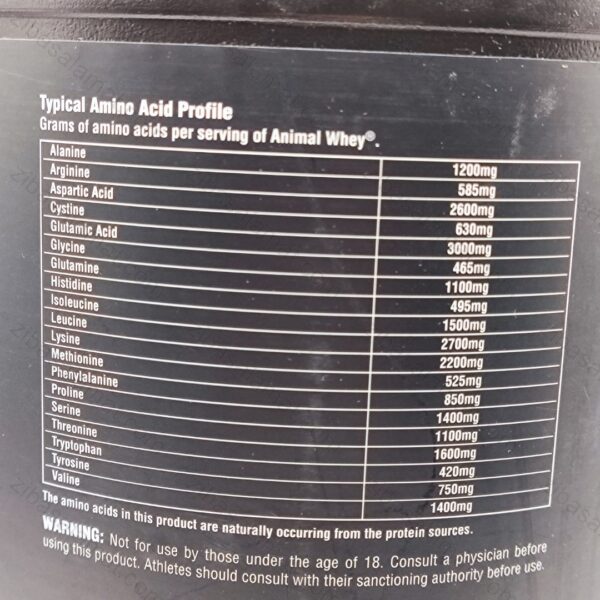 Typical Amino Acid Profile
Grams of amino acids per serving of Animal Whey®.
Alanine 1200mg
Arginine 585mg
Aspartic Acid 2600mg
Cystine 630mg
Glutamic Acid 3000mg
Glycine 465mg
Glutamine 1100mg
Histidine 495mg
Isoleucine 1500mg
Leucine 2700mg
Lysine 2200mg
Methionine 525mg
Phenylalanine 850mg
Proline 1400mg
Serine 1100mg
Threonine 1600mg
Tryptophan 420mg
Tyrosine 750mg
Valine 1400mg
The amino acids in this product are naturally occurring from the protein sources.
WARNING: Not for use by those under the age of 18. Consult a physician before
using this product. Athletes should consult with their sanctioning authority before use.